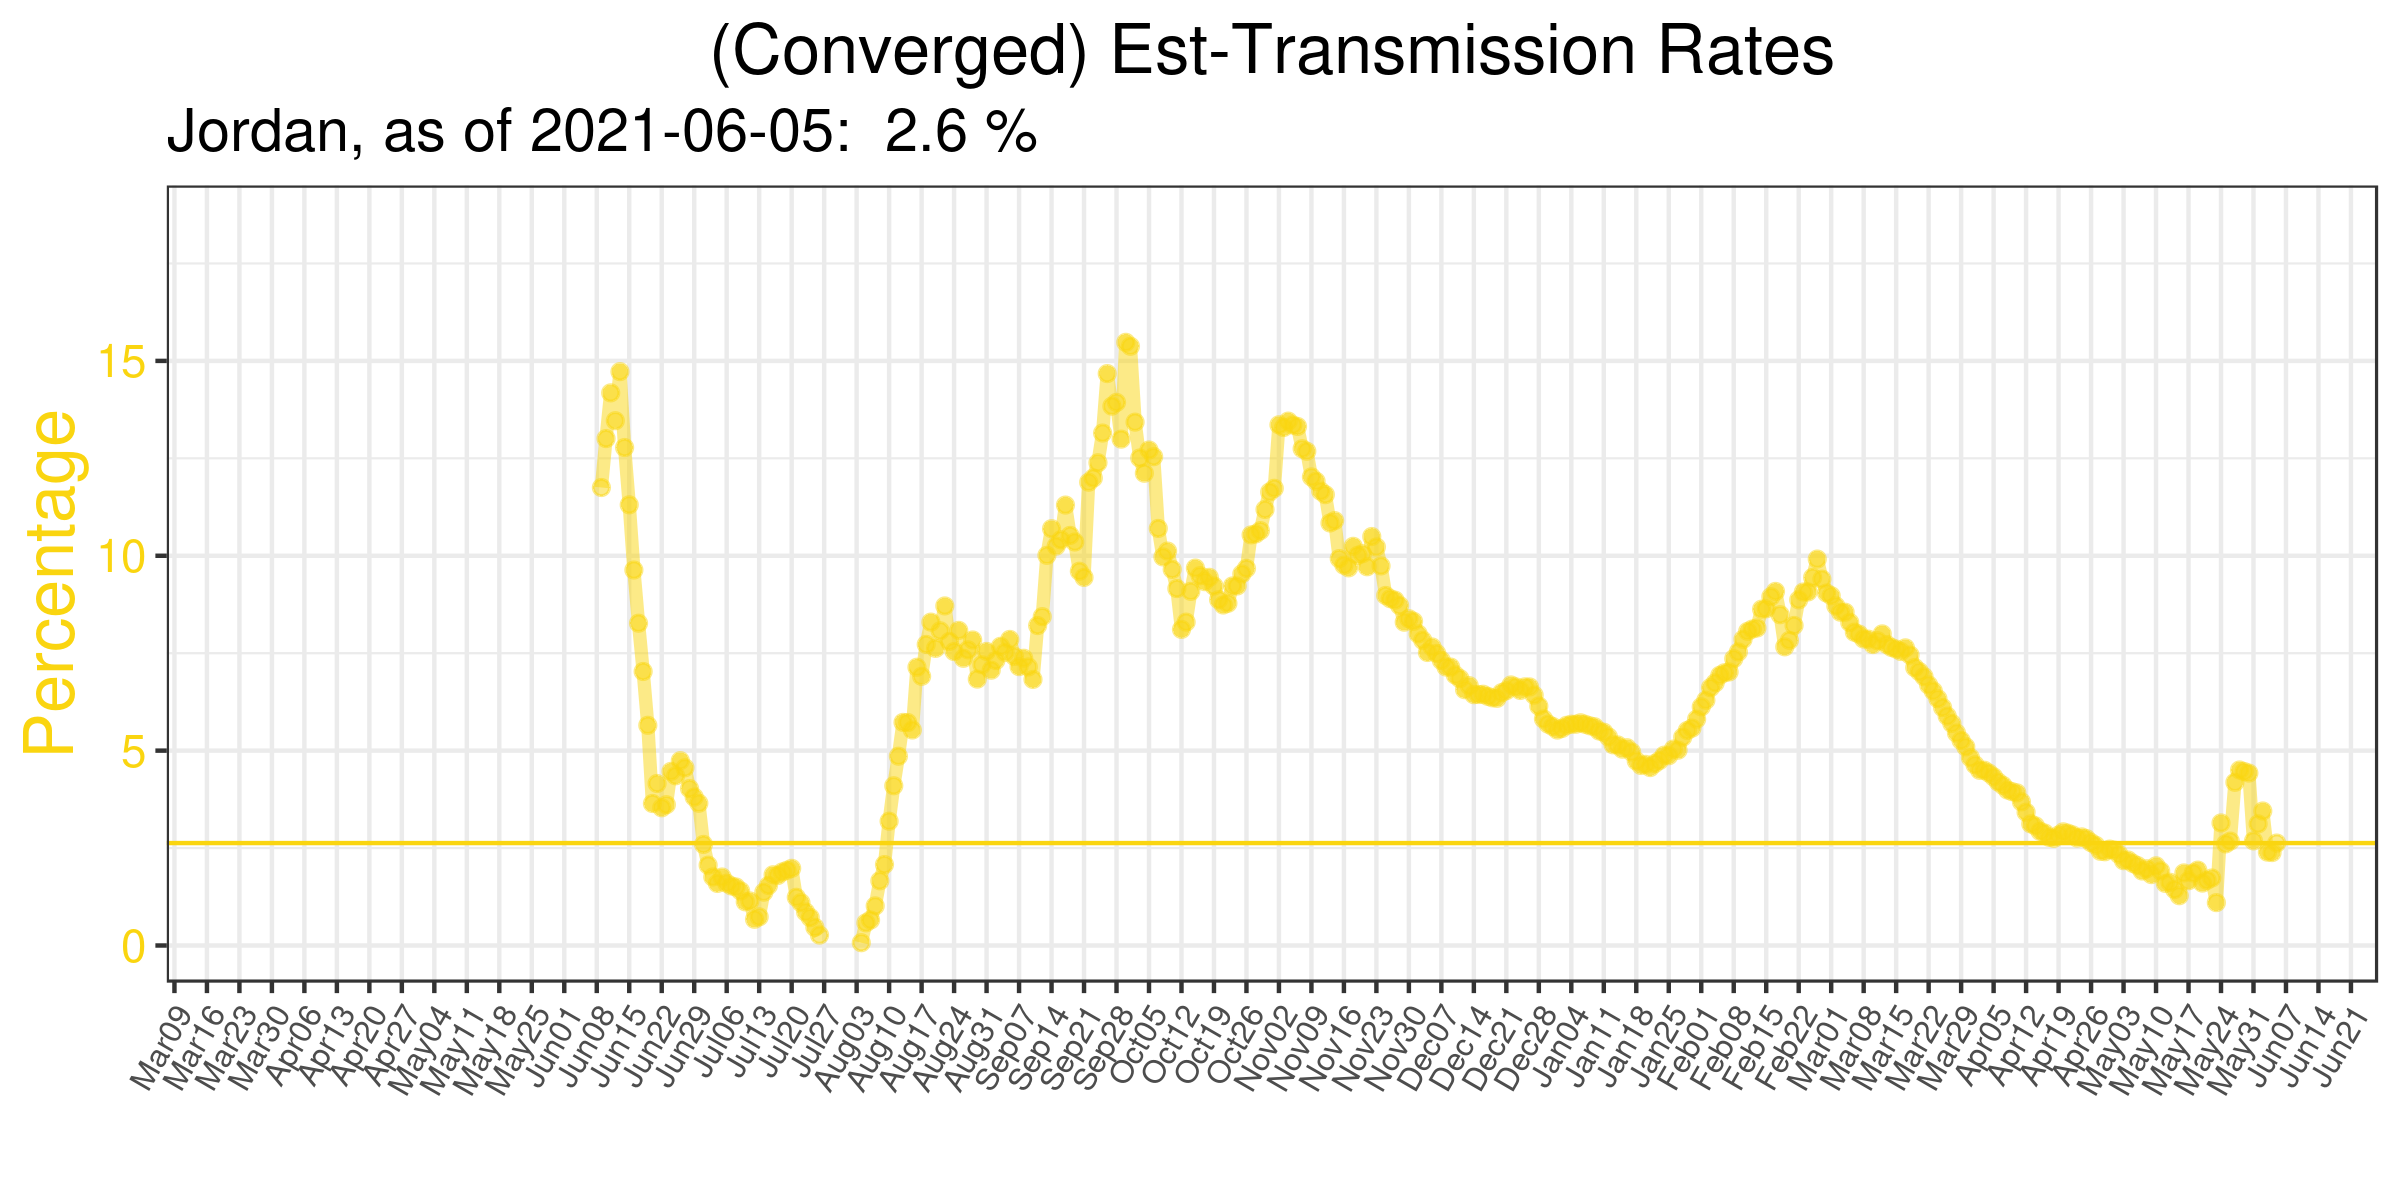 (Converged) Est-Transmission Rates
Jordan, as of 2021-06-05:  2.6 %
Percentage
15
10
5
0
Mar09
Mar16
Mar23
Mar30
Apr06
Apr13
Apr20
Apr27
May04
May11
May18
May25
Jun01
Jun08
Jun15
Jun22
Jun29
Jul06
Jul13
Jul20
Jul27
Aug03
Aug10
Aug17
Aug24
Aug31
Sep07
Sep14
Sep21
Sep28
Oct05
Oct12
Oct19
Oct26
Nov02
Nov09
Nov16
Nov23
Nov30
Dec07
Dec14
Dec21
Dec28
Jan04
Jan11
Jan18
Jan25
Feb01
Feb08
Feb15
Feb22
Mar01
Mar08
Mar15
Mar22
Mar29
Apr05
Apr12
Apr19
Apr26
May03
May10
May17
May24
May31
Jun07
Jun14
Jun21